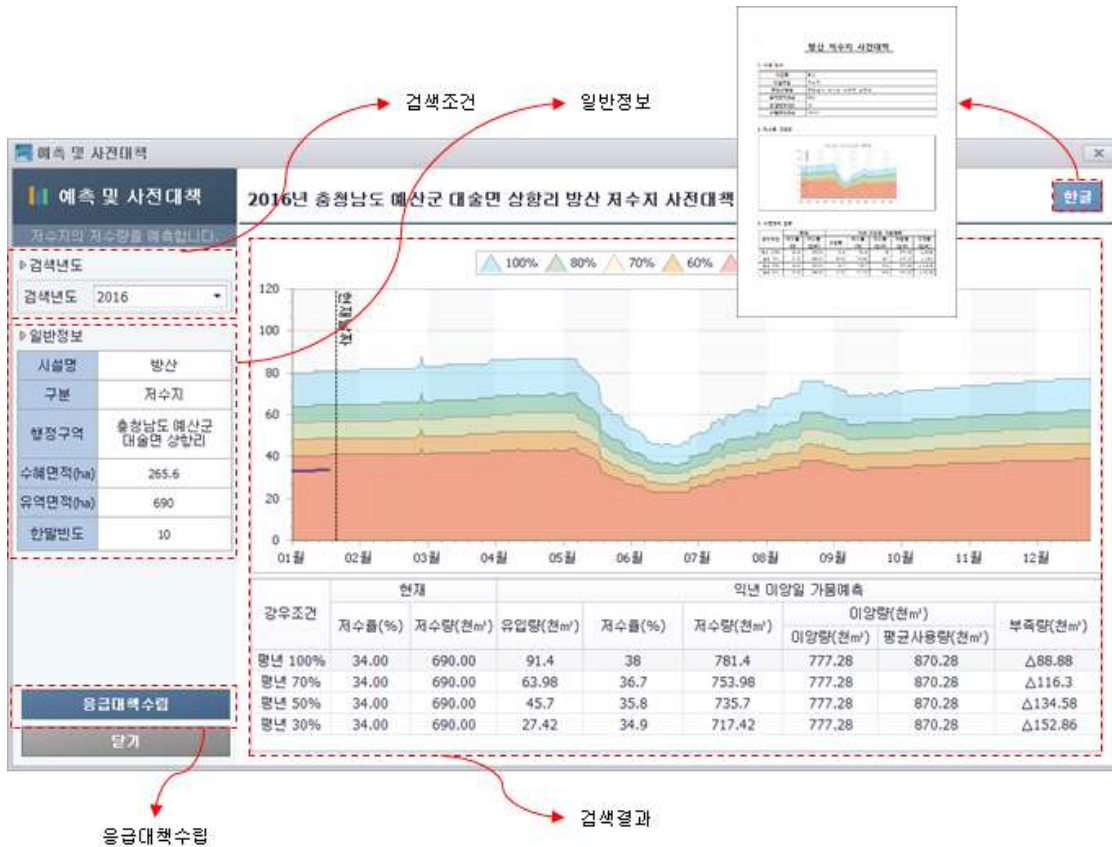 방산 저수지 사전대책
검색조건
일반정보
예측 및 사전대책
예측 및 사전대책
저수지의 저수량을 예측합니다.
2016년 충청남도 예산군 대술면 상항리 방산 저수지 사전대책
한글
▷검색년도
검색년도 2016
▷일반정보
시설명 방산
구분 저수지
행정구역 충청남도 예산군
대술면 상항리
수혜면적(ha) 265.6
유역면적(ha) 690
한발빈도 10
100% 80% 70% 60%
현재날자
120
100
80
60
40
20
0
01월 02월 03월 04월 05월 06월 07월 08월 09월 10월 11월 12월
강우조건 현재 익년 이앙일 가뭄예측
저수율(%) 저수량(천㎥) 유입량(천㎥) 저수율(%) 저수량(천㎥) 이앙량(천㎥) 부족량(천㎥)
이앙량(천㎥) 평균사용량(천㎥)
평년 100% 34.00 690.00 91.4 38 781.4 777.28 870.28 △88.88
평년 70% 34.00 690.00 63.98 36.7 753.98 777.28 870.28 △116.3
평년 50% 34.00 690.00 45.7 35.8 735.7 777.28 870.28 △134.58
평년 30% 34.00 690.00 27.42 34.9 717.42 777.28 870.28 △152.86
응급대책수립
닫기
응급대책수립
검색결과